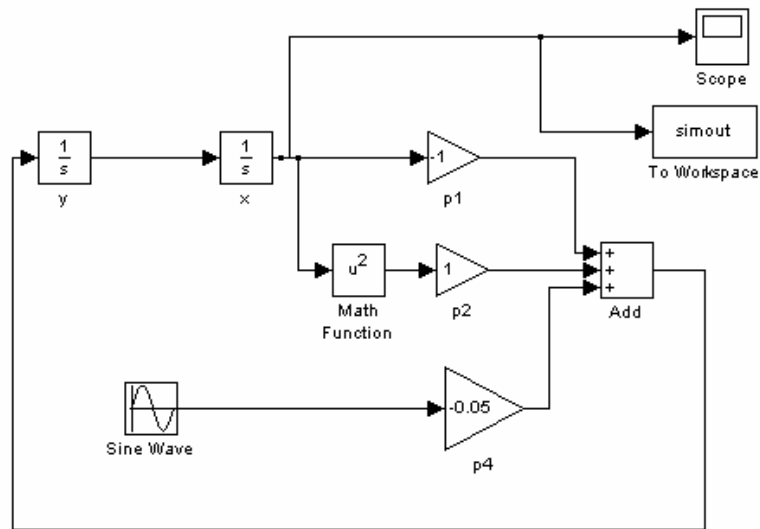 Scope
simout
To Workspace
1
s
y
1
s
x
-1
p1
u2
Math
Function
1
p2
+
+
+
Add
Sine Wave
-0.05
p4